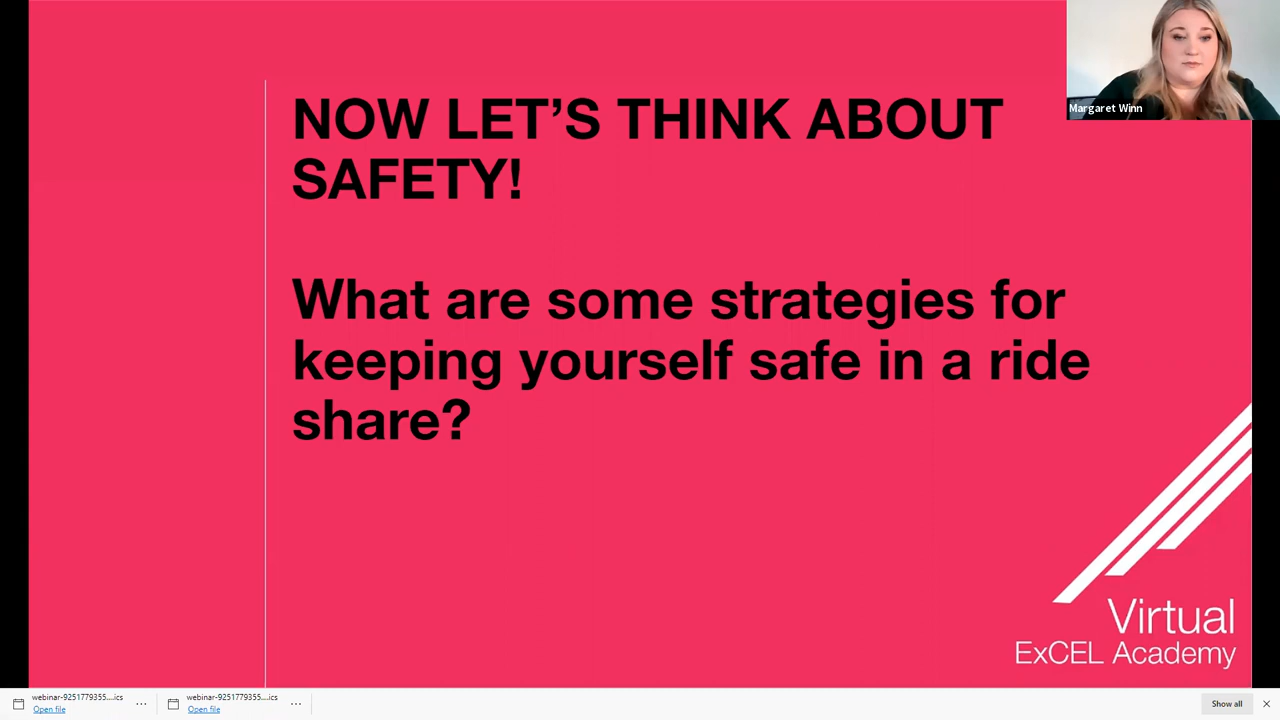 NOW LET’S THINK ABOUT
SAFETY!
What are some strategies for
keeping yourself safe in a ride
share?
Margaret Winn
Virtual
ExCEL Academy
webinar-9251779355....ics
Open file
webinar-9251779355....ics
Open file
Show all